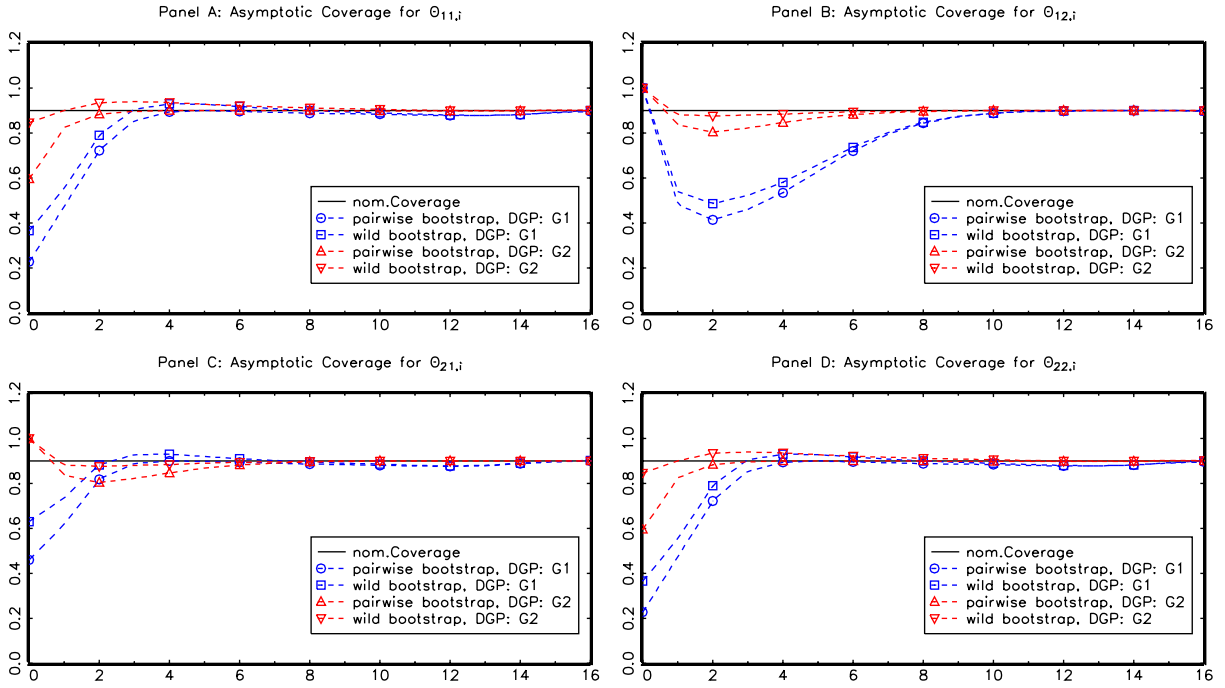 Panel A: Asymptotic Coverage for Θ11,i
1.2
1.0
0.8
0.6
0.4
0.2
0.0
nom.Coverage
pairwise bootstrap, DGP: G1
wild bootstrap, DGP: G1
pairwise bootstrap, DGP: G2
wild bootstrap, DGP: G2
0 2 4 6 8 10 12 14 16
Panel B: Asymptotic Coverage for Θ12,i
1.2
1.0
0.8
0.6
0.4
0.2
0.0
nom.Coverage
pairwise bootstrap, DGP: G1
wild bootstrap, DGP: G1
pairwise bootstrap, DGP: G2
wild bootstrap, DGP: G2
0 2 4 6 8 10 12 14 16
Panel C: Asymptotic Coverage for Θ21,i
1.2
1.0
0.8
0.6
0.4
0.2
0.0
nom.Coverage
pairwise bootstrap, DGP: G1
wild bootstrap, DGP: G1
pairwise bootstrap, DGP: G2
wild bootstrap, DGP: G2
0 2 4 6 8 10 12 14 16
Panel D: Asymptotic Coverage for Θ22,i
1.2
1.0
0.8
0.6
0.4
0.2
0.0
nom.Coverage
pairwise bootstrap, DGP: G1
wild bootstrap, DGP: G1
pairwise bootstrap, DGP: G2
wild bootstrap, DGP: G2
0 2 4 6 8 10 12 14 16